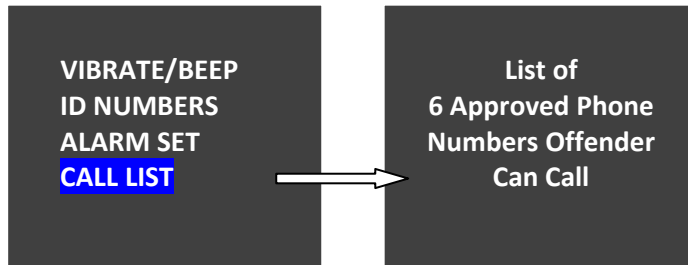 VIBRATE/BEEP
ID NUMBERS
ALARM SET
CALL LIST
List of
6 Approved Phone
Numbers Offender
Can Call